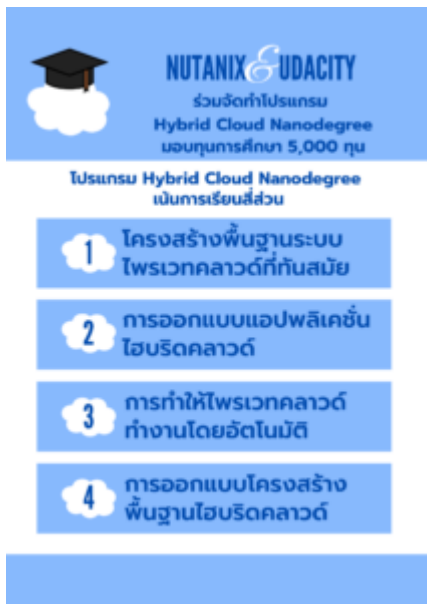 NUTANIX & UDACITY
ร่วมจัดทำโปรแกรม
Hybrid Cloud Nanodegree
มอบทุนการศึกษา 5,000 ทุน
โปรแกรม Hybrid Cloud Nanodegree
เน้นการเรียนสี่ส่วน
1 โครงสร้างพื้นฐานระบบ
ไพรเวทคลาวด์ที่ทันสมัย
2 การออกแบบแอปพลิเคชั่น
ไฮบริดคลาวด์
3 การทำให้ไพรเวทคลาวด์
ทำงานโดยอัตโนมัติ
4 การออกแบบโครงสร้าง
พื้นฐานไฮบริดคลาวด์